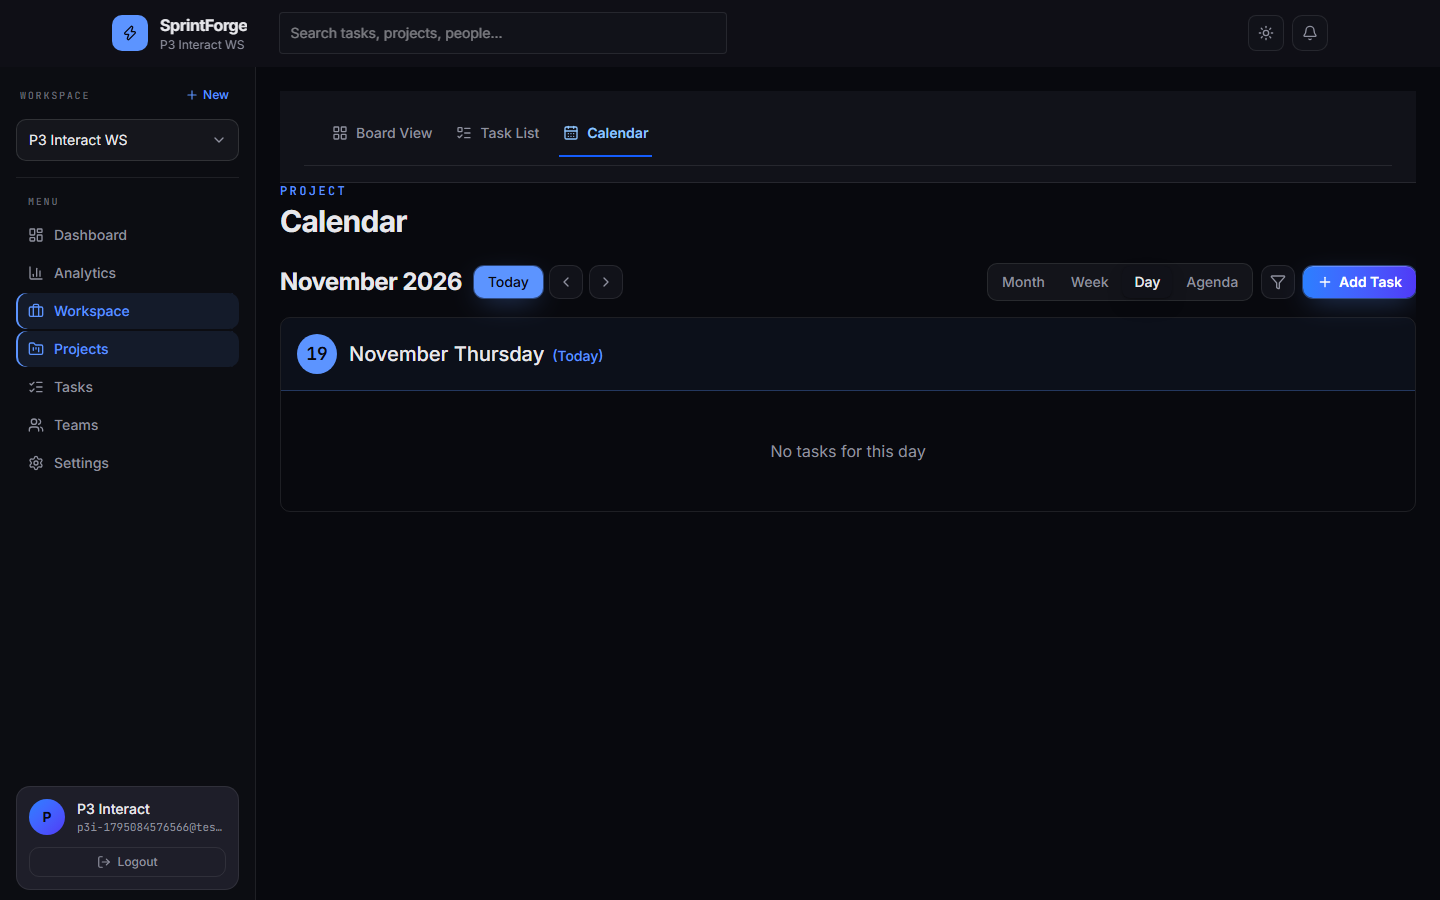 SprintForge
P3 Interact WS
Search tasks, projects, people...
WORKSPACE
New
P3 Interact WS
MENU
Dashboard
Analytics
Workspace
Projects
Tasks
Teams
Settings
P
P3 Interact
p3i-1795084576566@tes…
Logout
Board View
Task List
Calendar
PROJECT
Calendar
November 2026
Today
Month
Week
Day
Agenda
Add Task
19
November Thursday (Today)
No tasks for this day